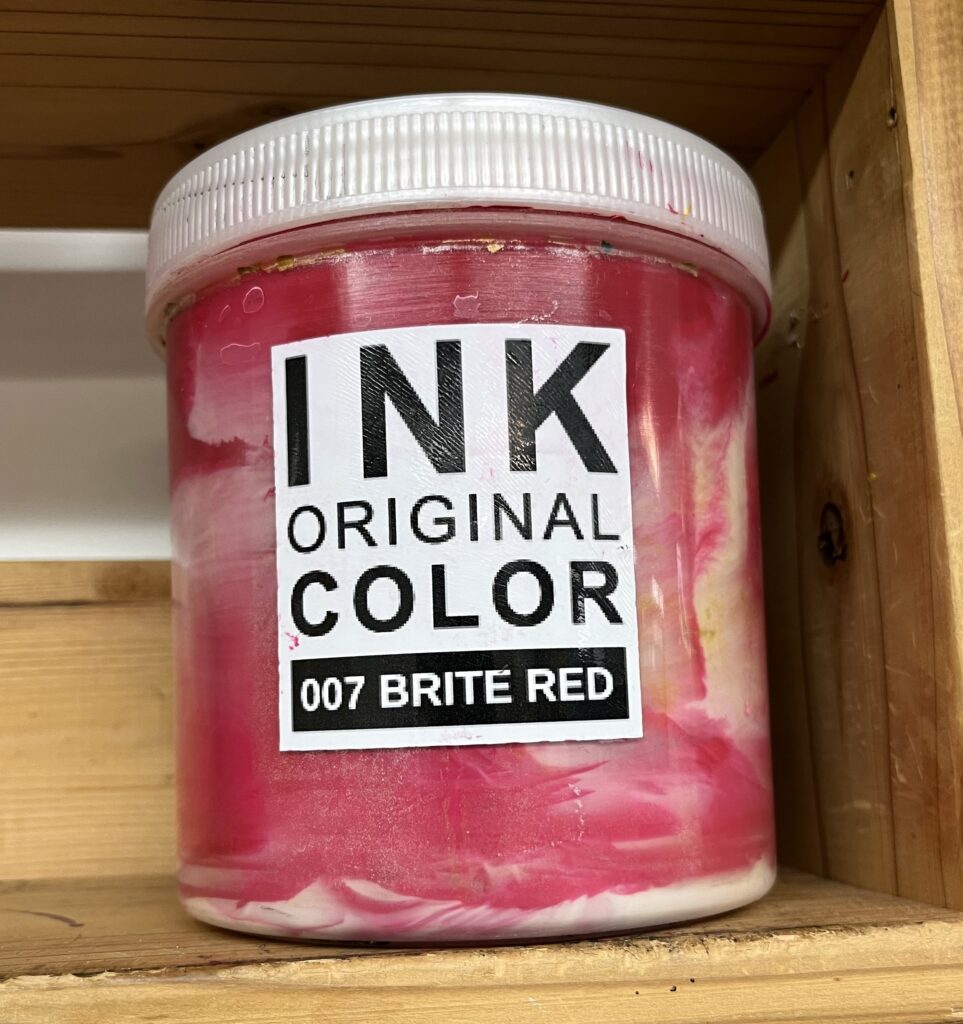 INK
ORIGINAL
COLOR
007 BRITE RED